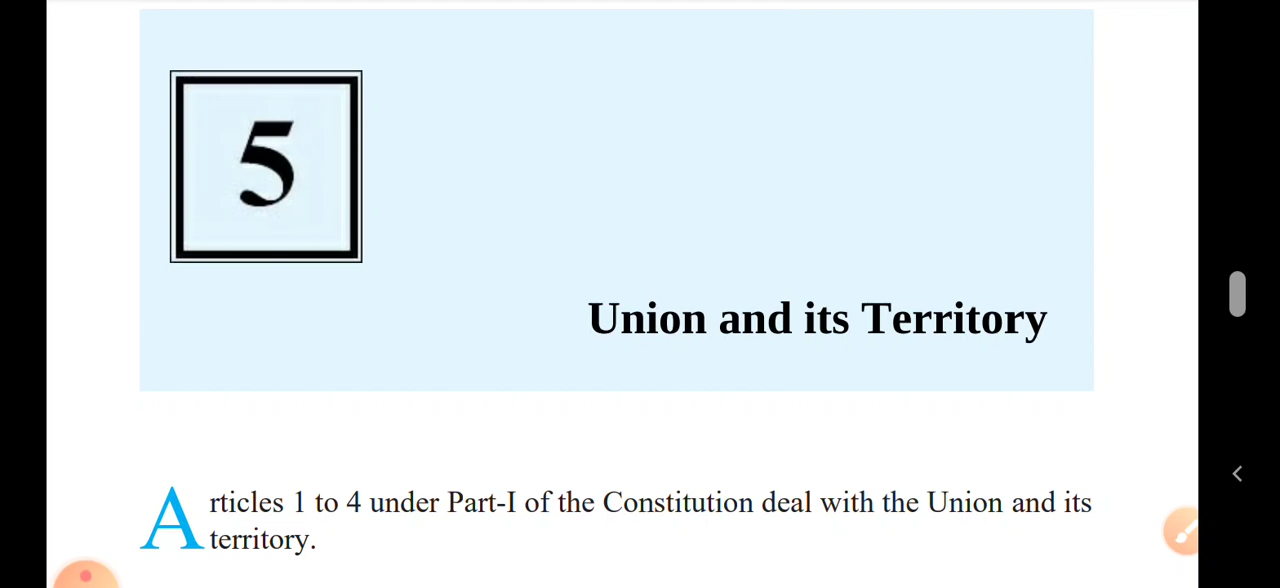 5
Union and its Territory
Articles 1 to 4 under Part-I of the Constitution deal with the Union and its
territory.